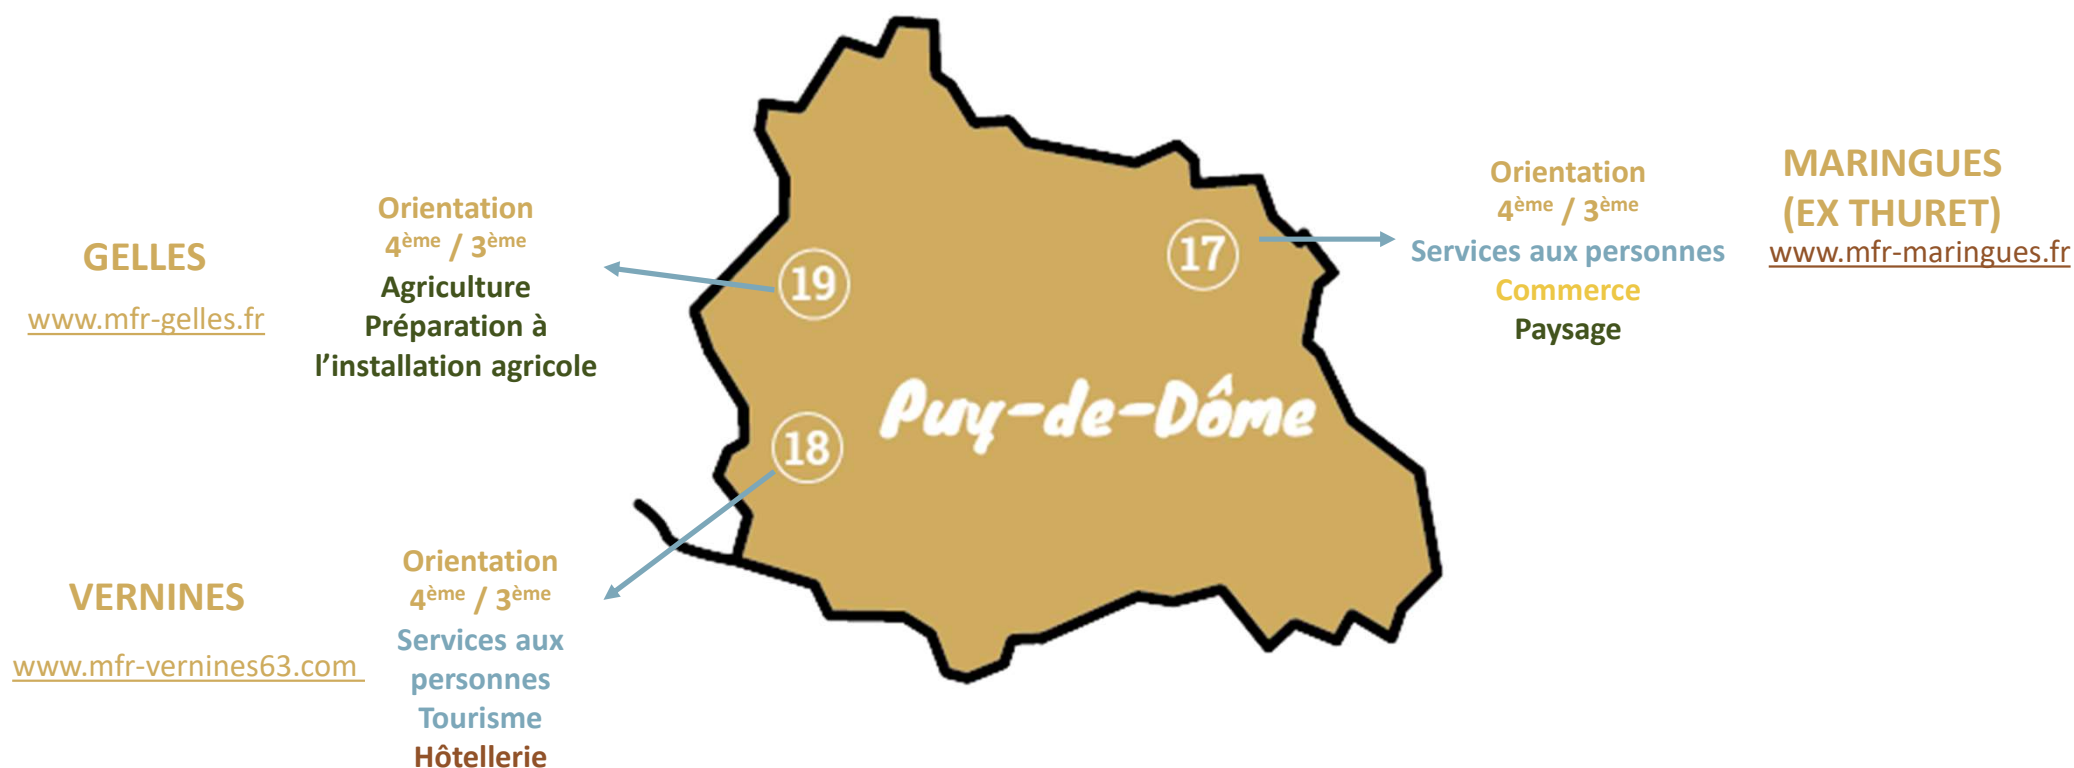 GELLES
www.mfr-gelles.fr
Orientation
4ème / 3ème
Agriculture
Préparation à
l’installation agricole
19
17
Puy-de-Dôme
18
Orientation
4ème / 3ème
Services aux personnes
Commerce
Paysage
MARINGUES
(EX THURET)
www.mfr-maringues.fr
VERNINES
www.mfr-vernines63.com
Orientation
4ème / 3ème
Services aux
personnes
Tourisme
Hôtellerie